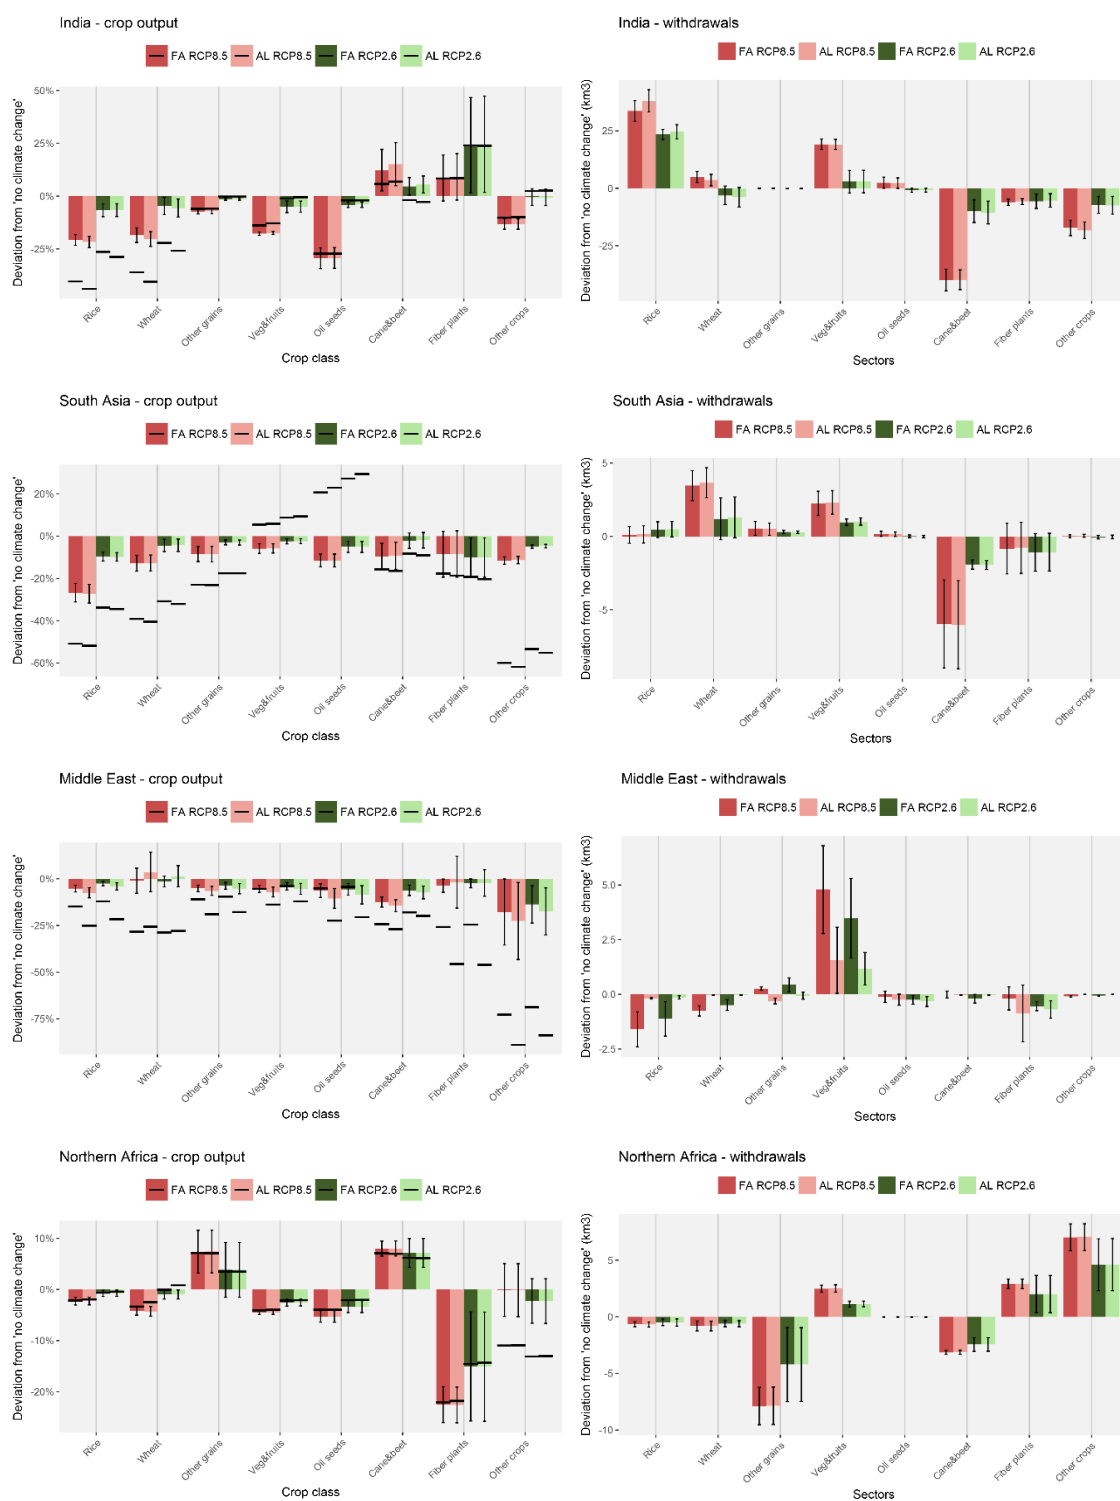 India - crop output
FA RCP8.5 AL RCP8.5 FA RCP2.6 AL RCP2.6
Deviation from 'no climate change'
50%
25%
0%
-25%
Rice Wheat Other grains Veg&fruits Oil seeds Cane&beet Fiber plants Other crops
Crop class
India - withdrawals
FA RCP8.5 AL RCP8.5 FA RCP2.6 AL RCP2.6
Deviation from 'no climate change' (km3)
25
0
-25
Rice Wheat Other grains Veg&fruits Oil seeds Cane&beet Fiber plants Other crops
Sectors
South Asia - crop output
FA RCP8.5 AL RCP8.5 FA RCP2.6 AL RCP2.6
Deviation from 'no climate change'
20%
0%
-20%
-40%
-60%
Rice Wheat Other grains Veg&fruits Oil seeds Cane&beet Fiber plants Other crops
Crop class
South Asia - withdrawals
FA RCP8.5 AL RCP8.5 FA RCP2.6 AL RCP2.6
Deviation from 'no climate change' (km3)
5
0
-5
Rice Wheat Other grains Veg&fruits Oil seeds Cane&beet Fiber plants Other crops
Sectors
Middle East - crop output
FA RCP8.5 AL RCP8.5 FA RCP2.6 AL RCP2.6
Deviation from 'no climate change'
0%
-25%
-50%
-75%
Rice Wheat Other grains Veg&fruits Oil seeds Cane&beet Fiber plants Other crops
Crop class
Middle East - withdrawals
FA RCP8.5 AL RCP8.5 FA RCP2.6 AL RCP2.6
Deviation from 'no climate change' (km3)
5.0
2.5
0.0
-2.5
Rice Wheat Other grains Veg&fruits Oil seeds Cane&beet Fiber plants Other crops
Sectors
Northern Africa - crop output
FA RCP8.5 AL RCP8.5 FA RCP2.6 AL RCP2.6
Deviation from 'no climate change'
10%
0%
-10%
-20%
Rice Wheat Other grains Veg&fruits Oil seeds Cane&beet Fiber plants Other crops
Crop class
Northern Africa - withdrawals
FA RCP8.5 AL RCP8.5 FA RCP2.6 AL RCP2.6
Deviation from 'no climate change' (km3)
5
0
-5
-10
Rice Wheat Other grains Veg&fruits Oil seeds Cane&beet Fiber plants Other crops
Sectors